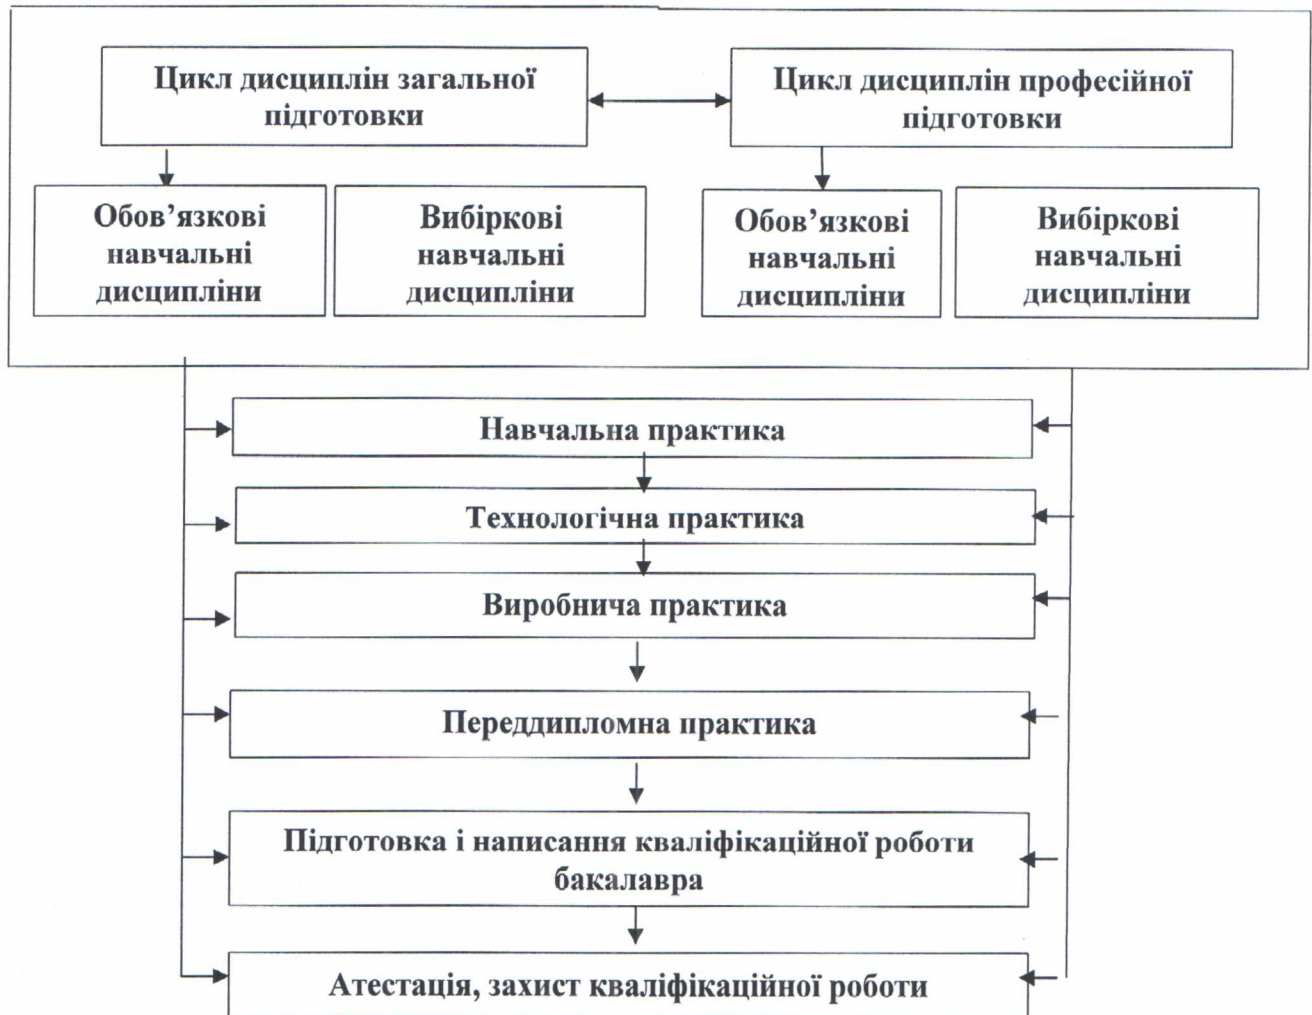 Цикл дисциплін загальної
підготовки
Цикл дисциплін професійної
підготовки
Обов’язкові
навчальні
дисципліни
Вибіркові
навчальні
дисципліни
Обов’язкові
навчальні
дисципліни
Вибіркові
навчальні
дисципліни
Навчальна практика
Технологічна практика
Виробнича практика
Переддипломна практика
Підготовка і написання кваліфікаційної роботи
бакалавра
Атестація, захист кваліфікаційної роботи